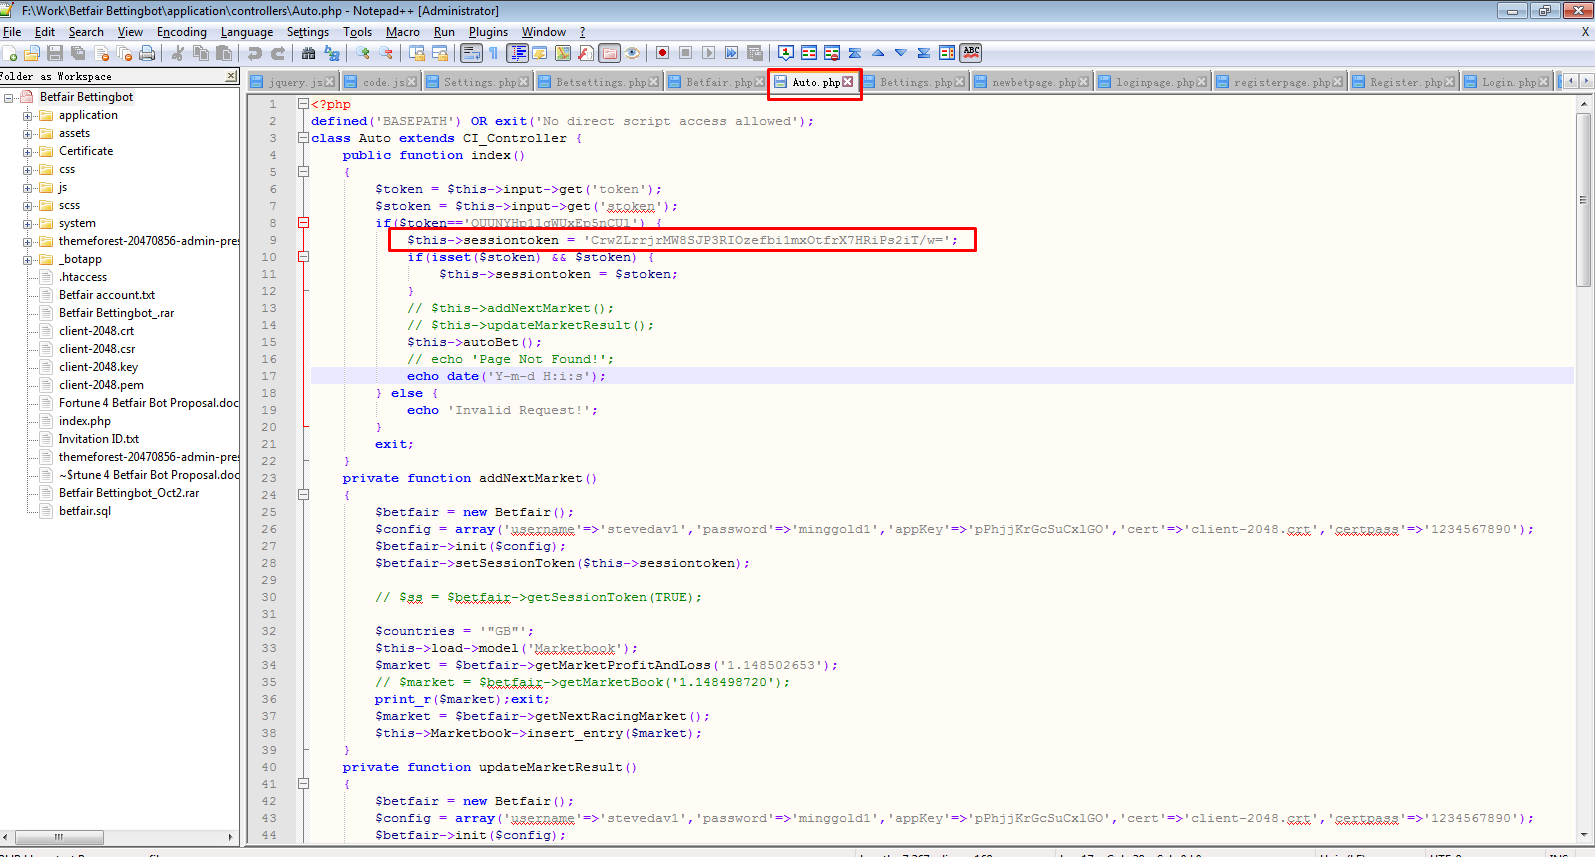 F:\Work\Betfair Bettingbot\application\controllers\Auto.php - Notepad++ [Administrator]
File Edit Search View Encoding Language Settings Tools Macro Run Plugins Window ? X
Folder as Workspace
jquery.js code.js Settings.php Betsettings.php Betfair.php Auto.php Bettings.php newbetpage.php loginpage.php registerpage.php Register.php Login.php
Betfair Bettingbot
application
assets
Certificate
css
js
scss
system
themeforest-20470856-admin-pres
_botapp
.htaccess
Betfair account.txt
Betfair Bettingbot_.rar
client-2048.crt
client-2048.csr
client-2048.key
client-2048.pem
Fortune 4 Betfair Bot Proposal.doc
index.php
Invitation ID.txt
themeforest-20470856-admin-pres
~$rtune 4 Betfair Bot Proposal.doc
Betfair Bettingbot_Oct2.rar
betfair.sql
1 <?php
2 defined('BASEPATH') OR exit('No direct script access allowed');
3 class Auto extends CI_Controller {
4 public function index()
5 {
6 $token = $this->input->get('token');
7 $stoken = $this->input->get('stoken');
8 if($token=='OUUNYHp1lgWUxEp5nCU1') {
9 $this->sessiontoken = 'CrwZLrrjrMW8SJP3RIOzefbi1mxOtfrX7HRiPs2iT/w=';
10 if(isset($stoken) && $stoken) {
11 $this->sessiontoken = $stoken;
12 }
13 // $this->addNextMarket();
14 // $this->updateMarketResult();
15 $this->autoBet();
16 // echo 'Page Not Found!';
17 echo date('Y-m-d H:i:s');
18 } else {
19 echo 'Invalid Request!';
20 }
21 exit;
22 }
23 private function addNextMarket()
24 {
25 $betfair = new Betfair();
26 $config = array('username'=>'stevedav1','password'=>'minggold1','appKey'=>'pPhjjKrGcSuCxlGO','cert'=>'client-2048.crt','certpass'=>'1234567890');
27 $betfair->init($config);
28 $betfair->setSessionToken($this->sessiontoken);
29
30 // $ss = $betfair->getSessionToken(TRUE);
31
32 $countries = '"GB"';
33 $this->load->model('Marketbook');
34 $market = $betfair->getMarketProfitAndLoss('1.148502653');
35 // $market = $betfair->getMarketBook('1.148498720');
36 print_r($market);exit;
37 $market = $betfair->getNextRacingMarket();
38 $this->Marketbook->insert_entry($market);
39 }
40 private function updateMarketResult()
41 {
42 $betfair = new Betfair();
43 $config = array('username'=>'stevedav1','password'=>'minggold1','appKey'=>'pPhjjKrGcSuCxlGO','cert'=>'client-2048.crt','certpass'=>'1234567890');
44 $betfair->init($config);